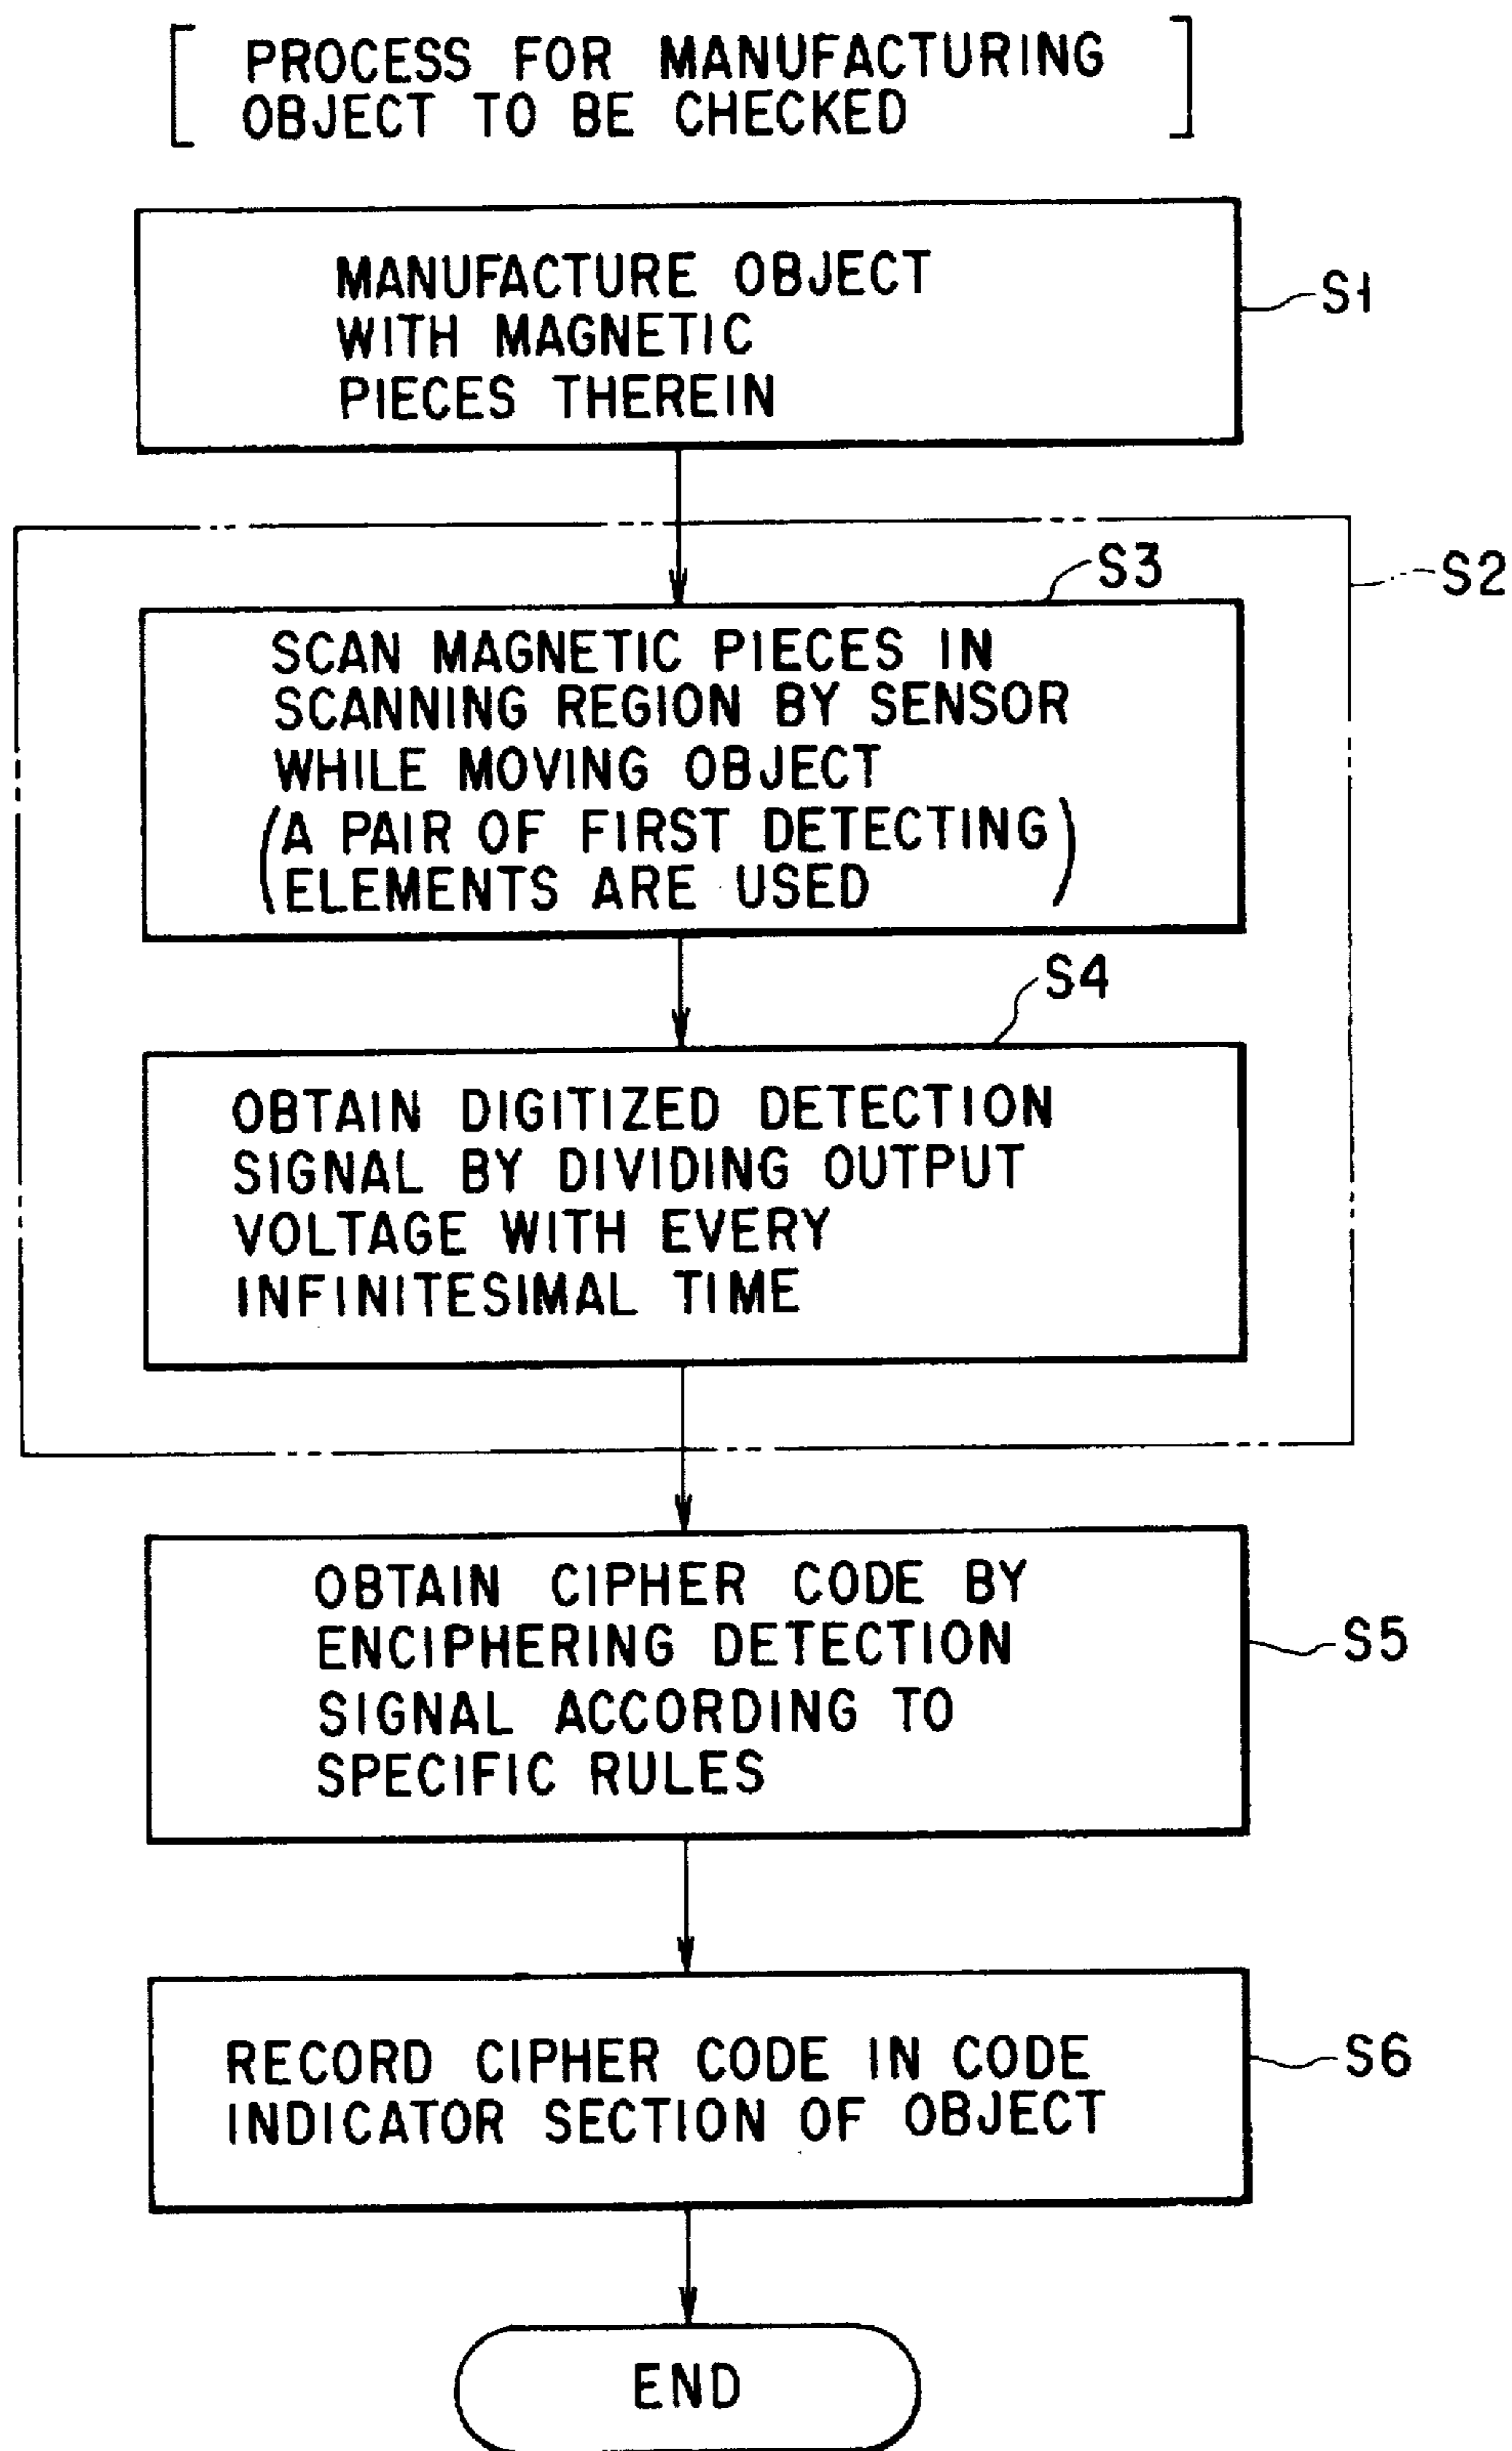 [ PROCESS FOR MANUFACTURING
OBJECT TO BE CHECKED ]
MANUFACTURE OBJECT
WITH MAGNETIC
PIECES THEREIN
S1
S2
S3
SCAN MAGNETIC PIECES IN
SCANNING REGION BY SENSOR
WHILE MOVING OBJECT
(A PAIR OF FIRST DETECTING
ELEMENTS ARE USED)
S4
OBTAIN DIGITIZED DETECTION
SIGNAL BY DIVIDING OUTPUT
VOLTAGE WITH EVERY
INFINITESIMAL TIME
OBTAIN CIPHER CODE BY
ENCIPHERING DETECTION
SIGNAL ACCORDING TO
SPECIFIC RULES
S5
RECORD CIPHER CODE IN CODE
INDICATOR SECTION OF OBJECT
S6
END